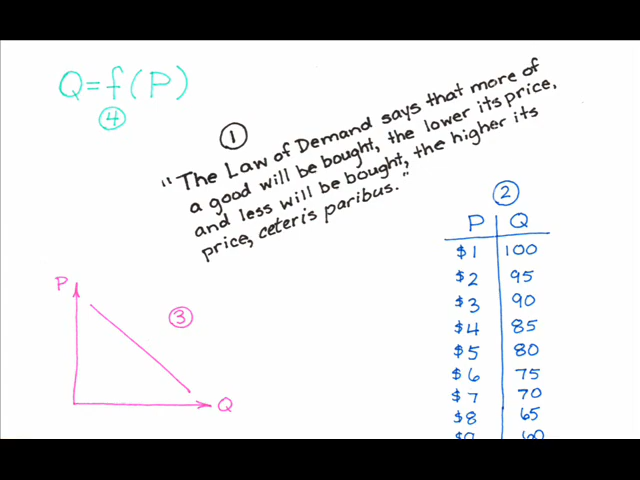 Q=f(P)
4
1
"The Law of Demand says that more of
a good will be bought, the lower its price,
and less will be bought, the higher its
price, ceteris paribus."
2
P Q
$1 100
$2 95
$3 90
$4 85
$5 80
$6 75
$7 70
$8 65
$9 60
P
3
Q